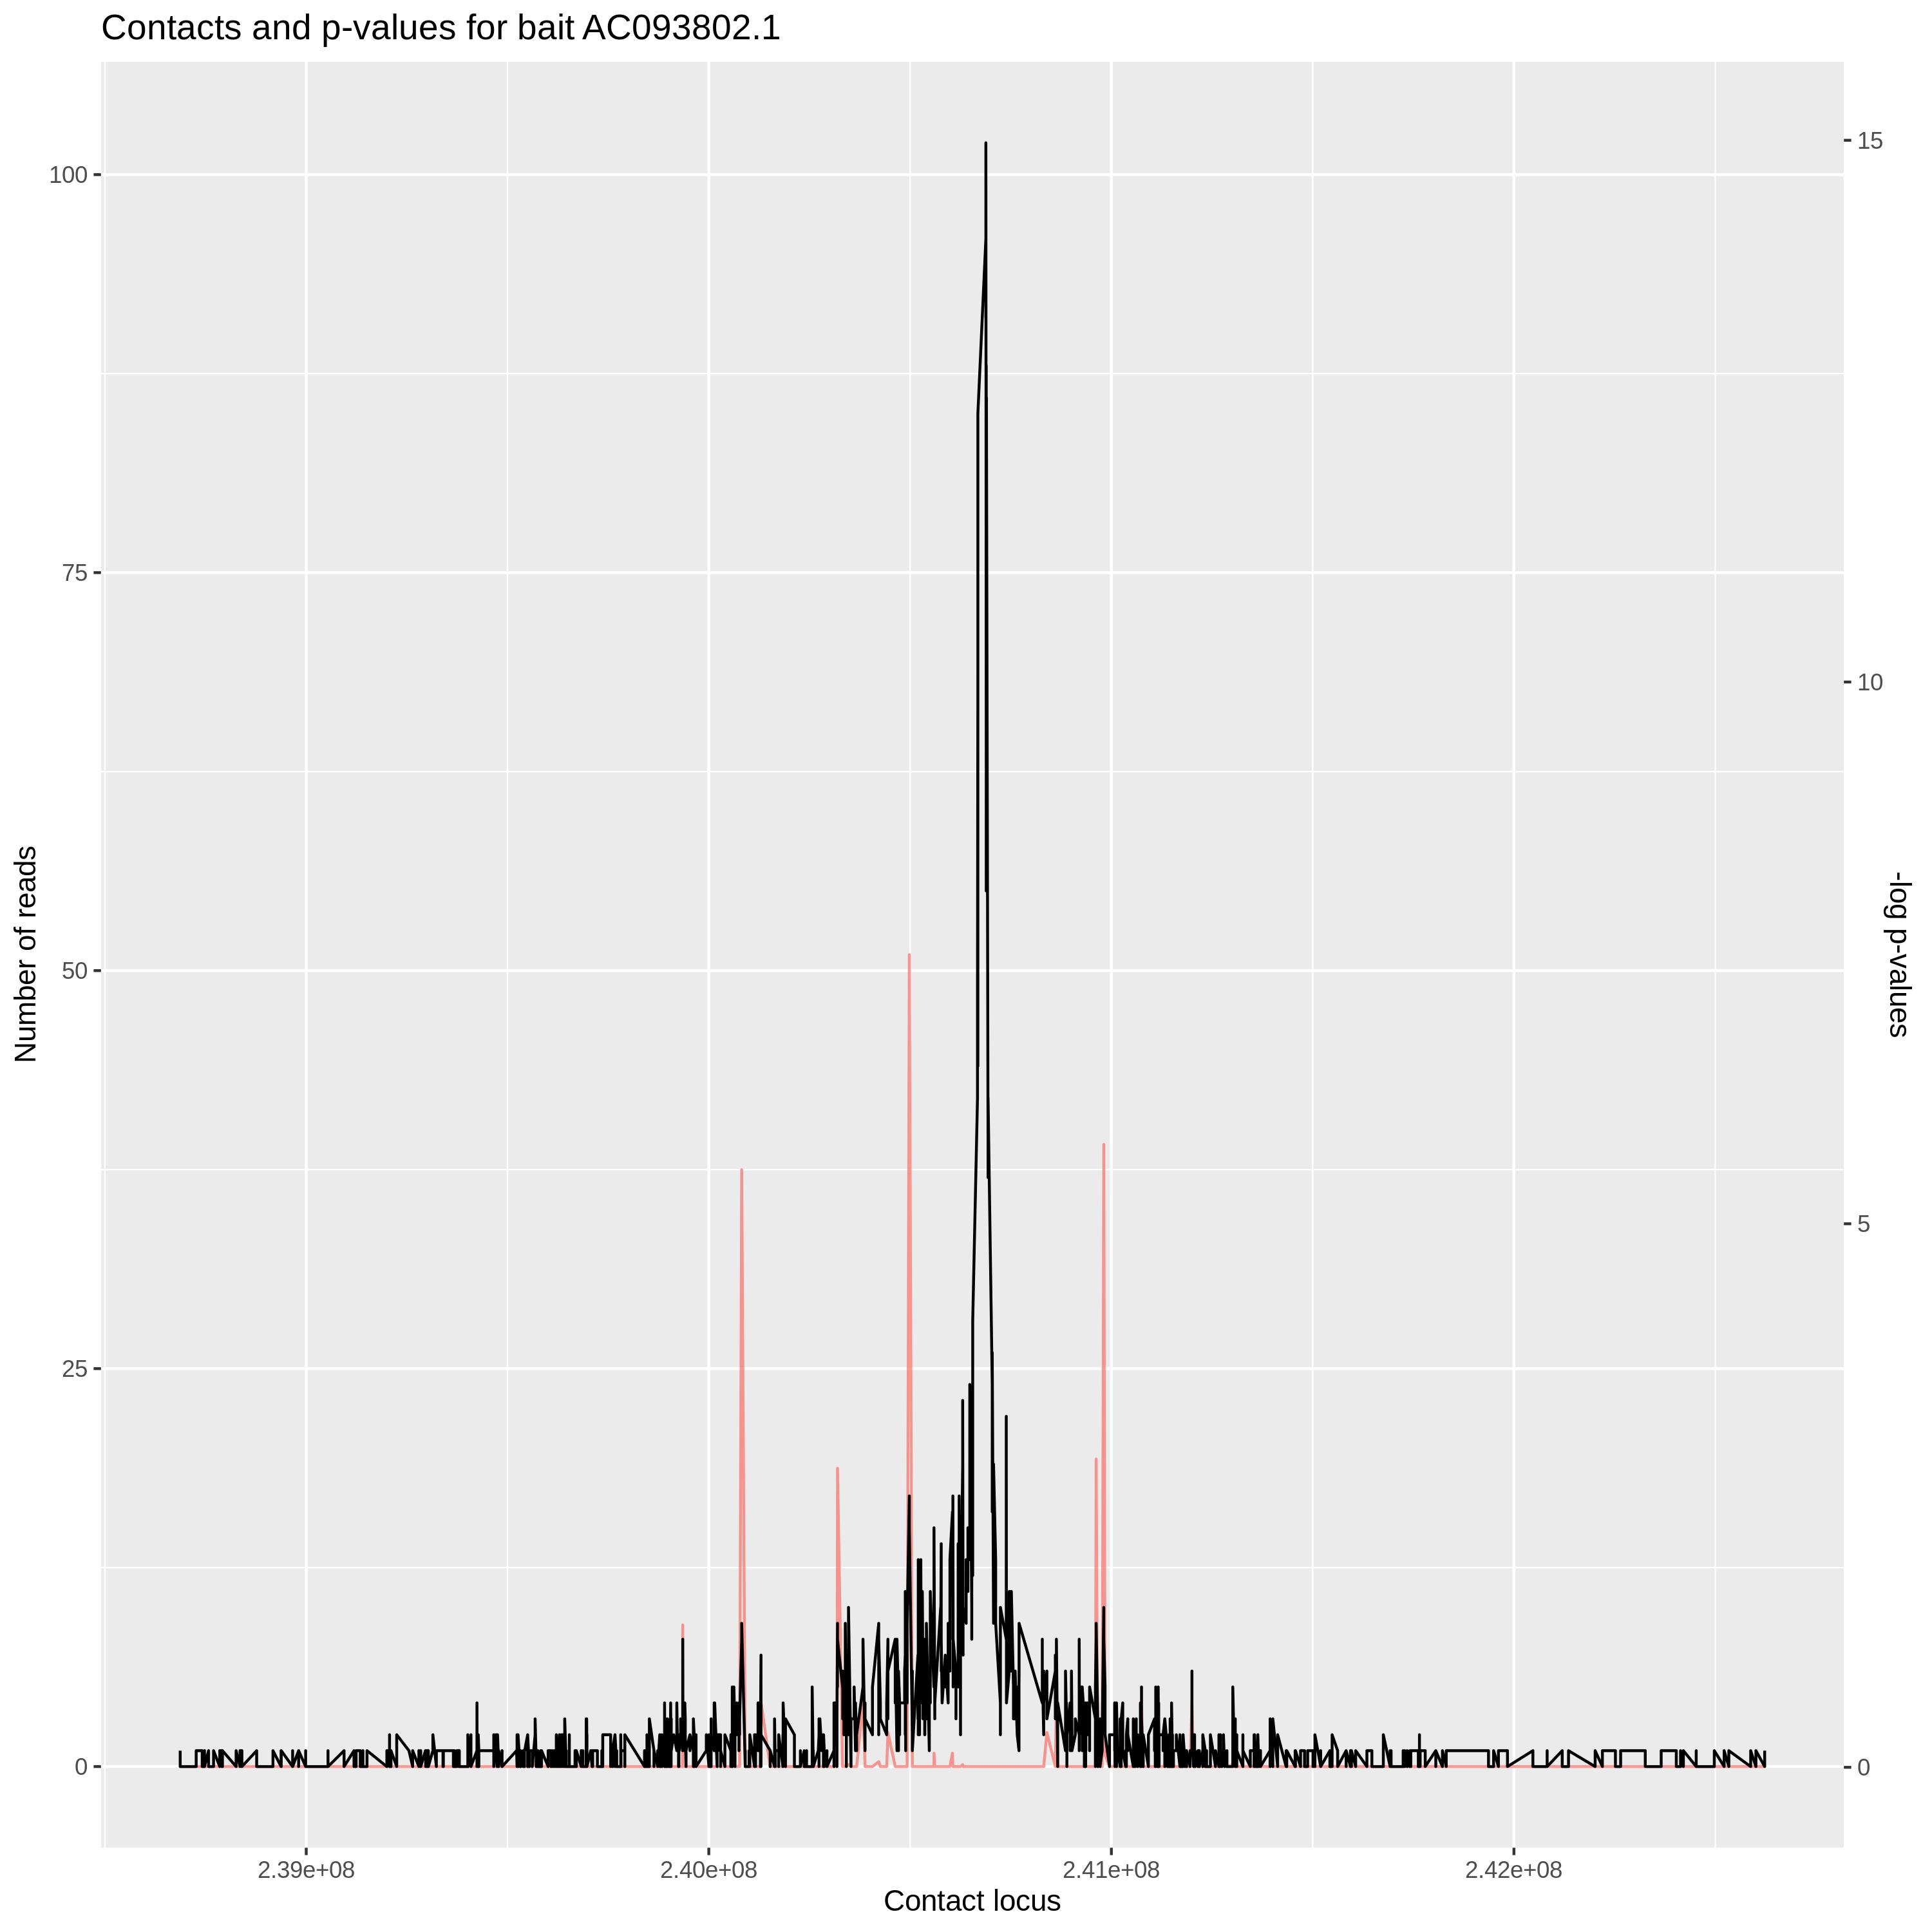 Contacts and p-values for bait AC093802.1
100
75
50
25
0
Number of reads
15
10
5
0
-log p-values
2.39e+08
2.40e+08
2.41e+08
2.42e+08
Contact locus